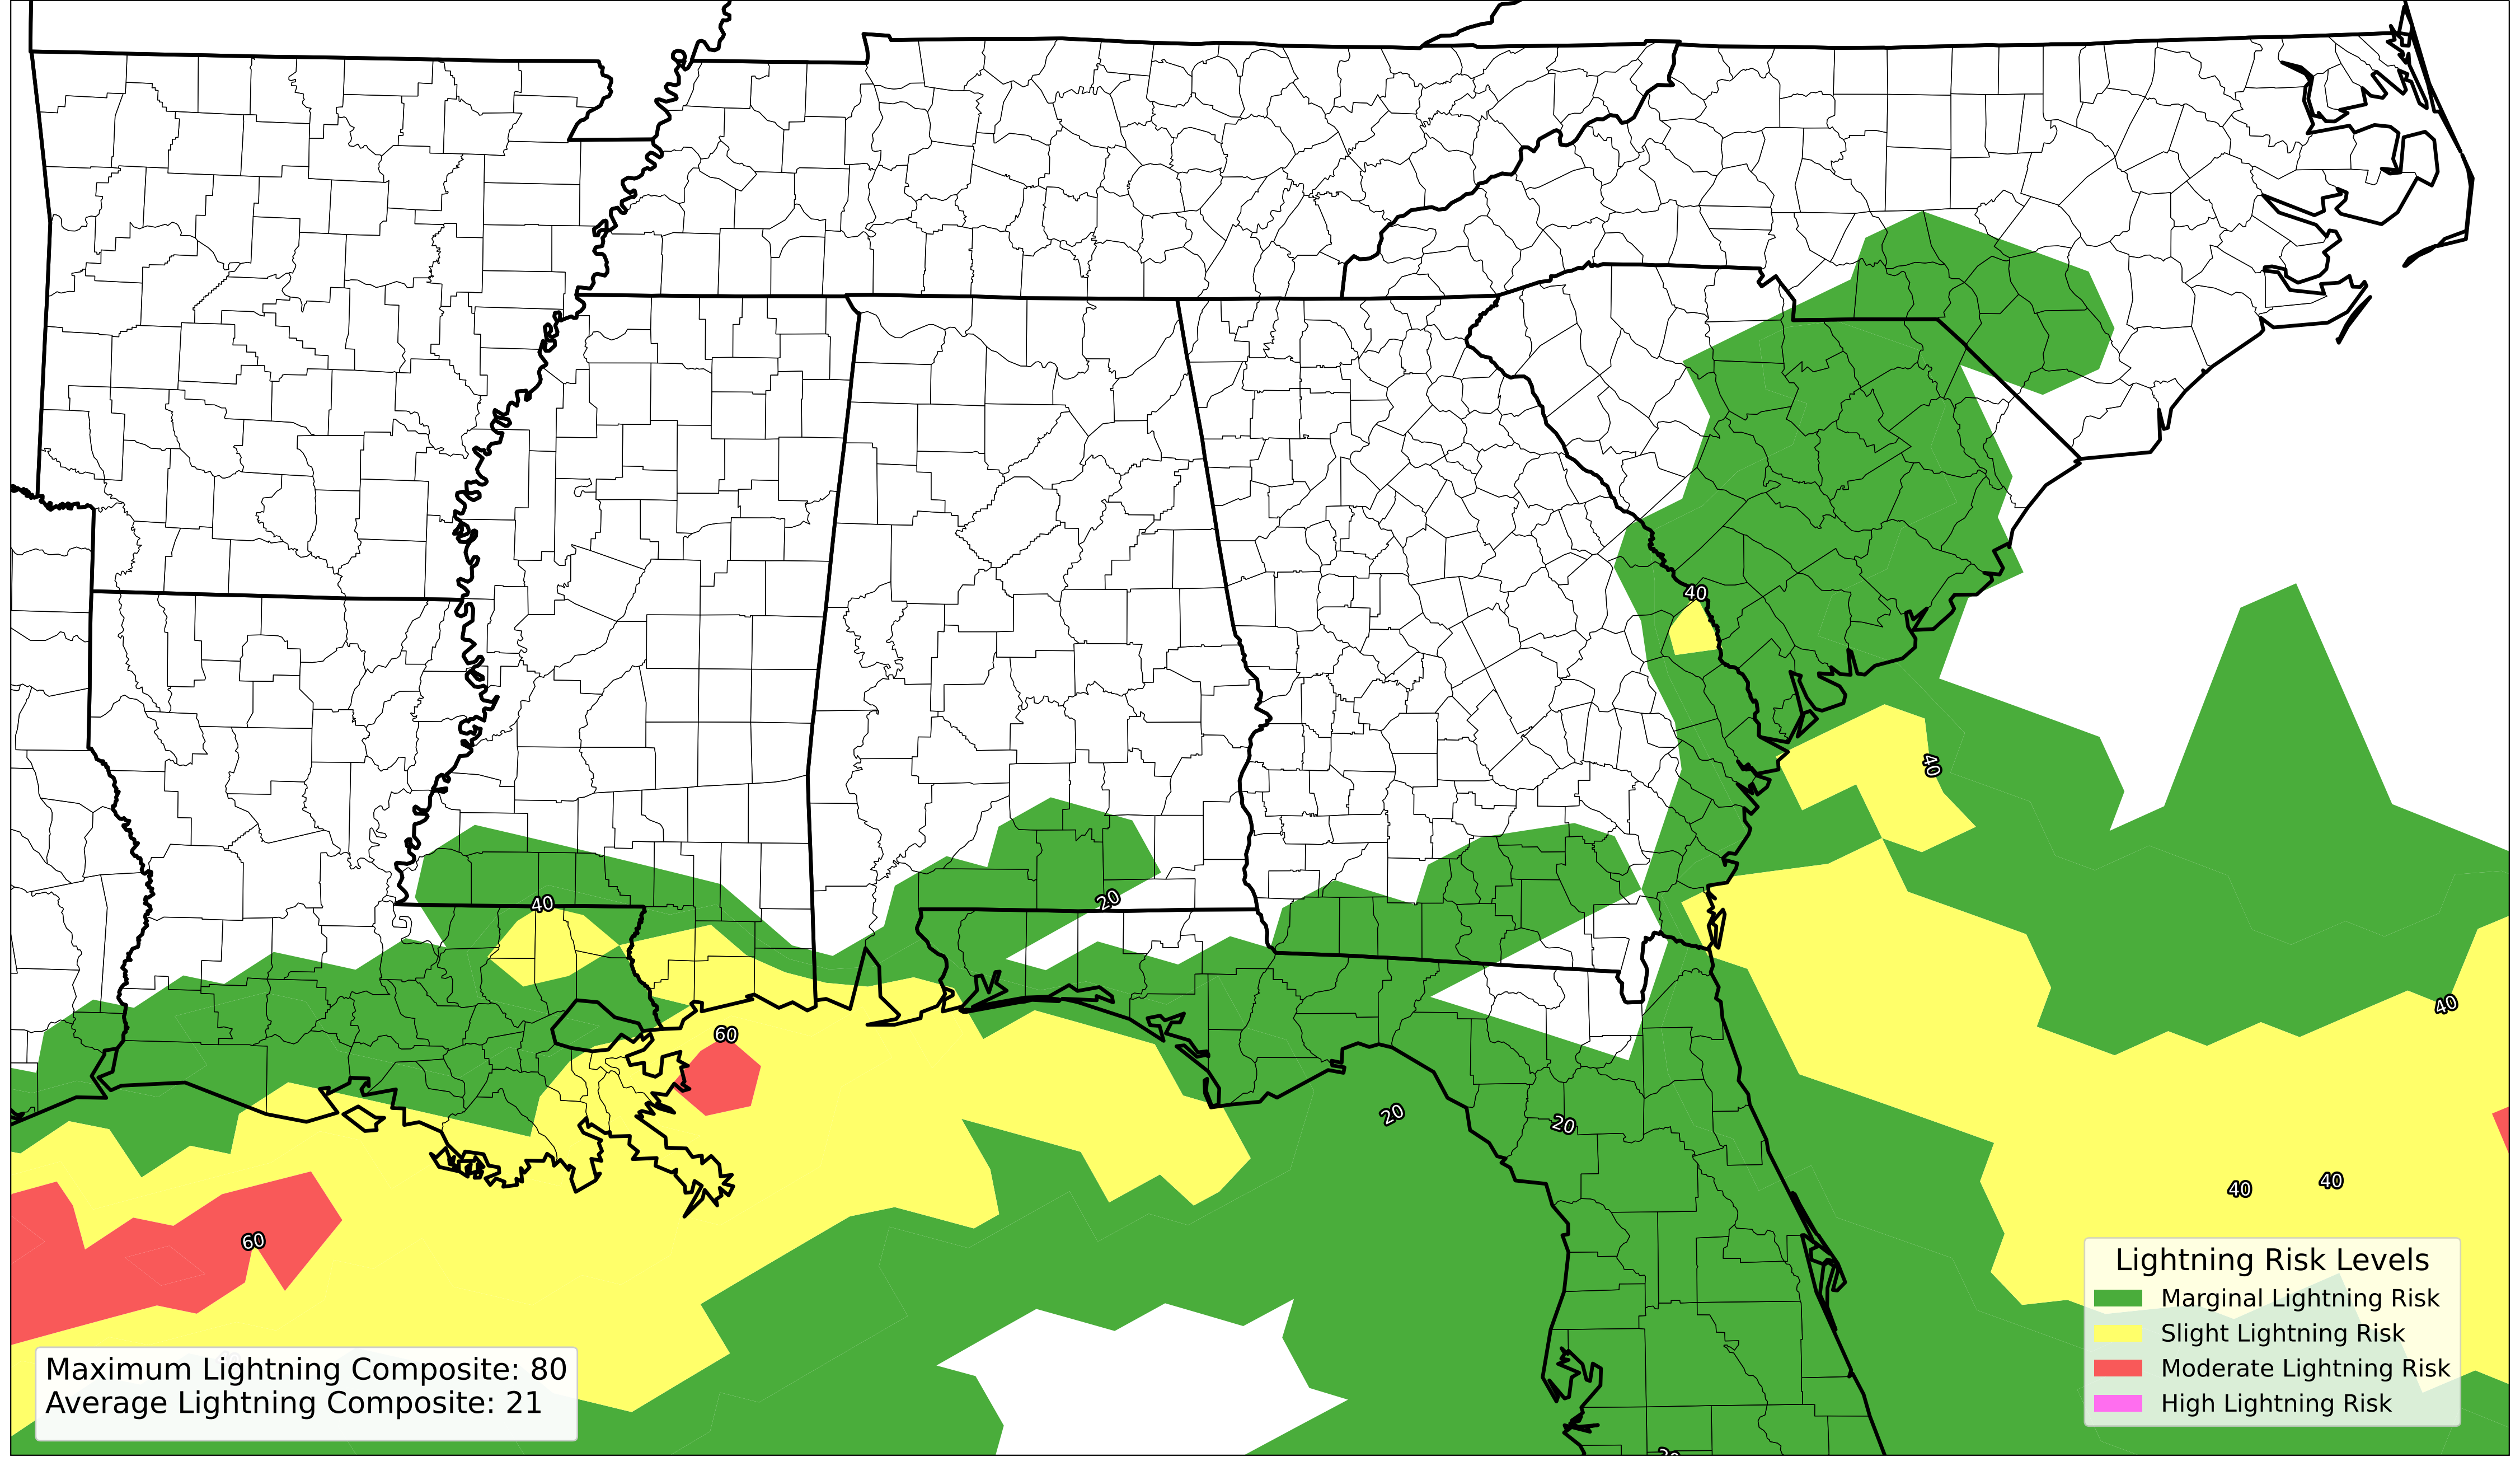 40
40
20
40
60
40
20
20
40
40
60
Lightning Risk Levels
Marginal Lightning Risk
Slight Lightning Risk
Moderate Lightning Risk
High Lightning Risk
Maximum Lightning Composite: 80
Average Lightning Composite: 21